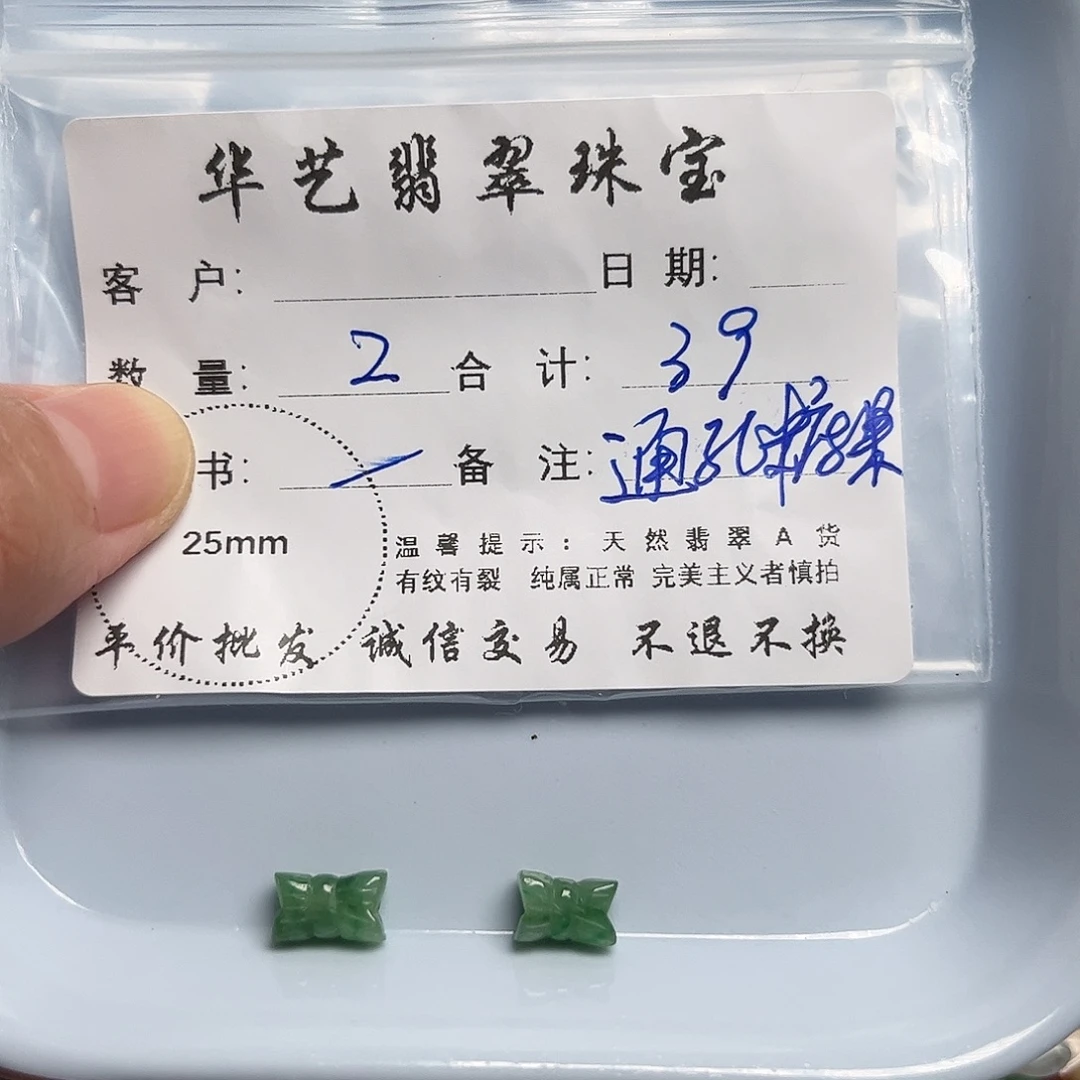 华艺翡翠珠宝
客 户: 日 期:
数 量: 2 合 计: 39
书: 备 注: 通孔糖果
25mm
温馨提示:天然翡翠A货
有纹有裂 纯属正常 完美主义者慎拍
平价批发 诚信交易 不退不换